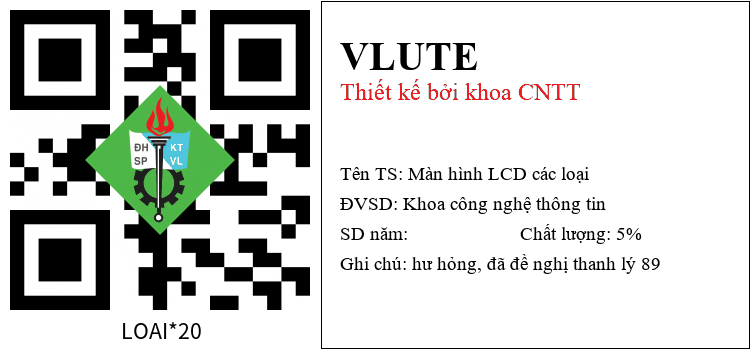 ĐH KT
SP VL
LOAI*20
VLUTE
Thiết kế bởi khoa CNTT
Tên TS: Màn hình LCD các loại
ĐVSD: Khoa công nghệ thông tin
SD năm: Chất lượng: 5%
Ghi chú: hư hỏng, đã đề nghị thanh lý 89